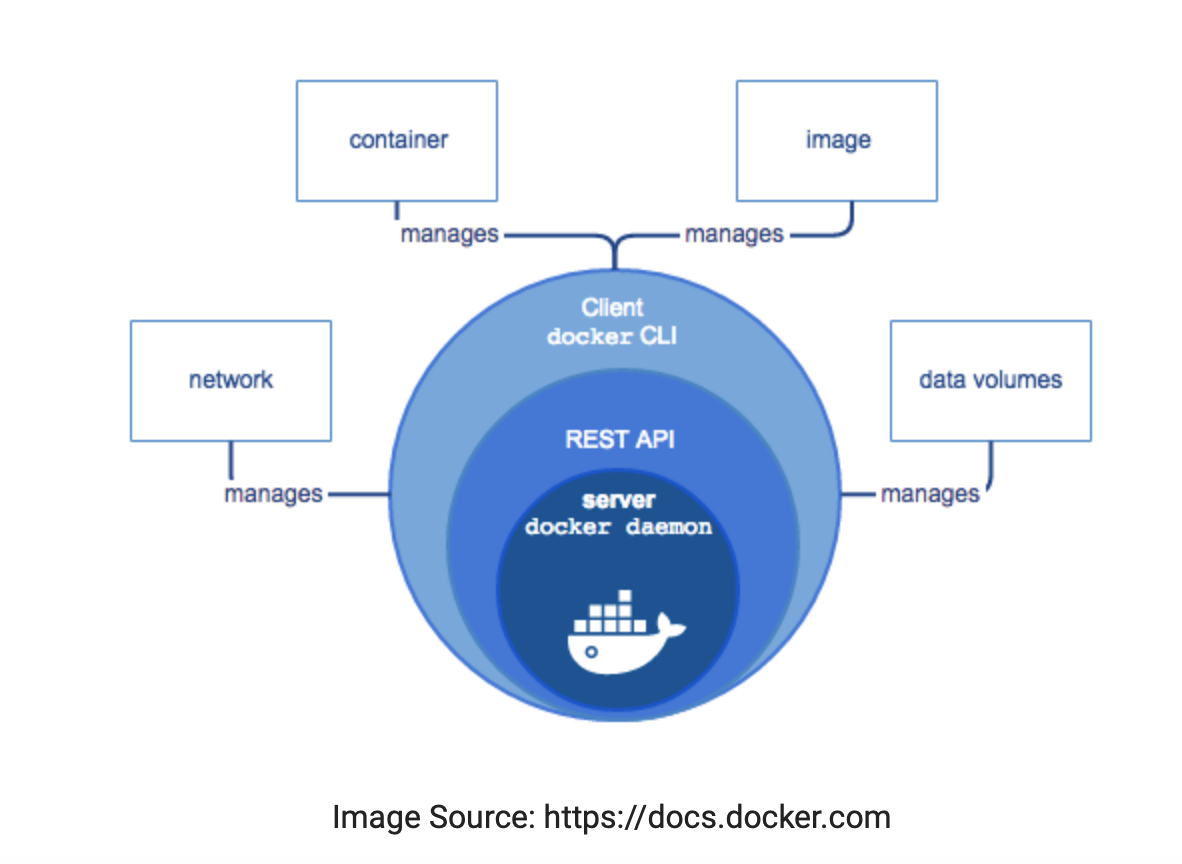 container
image
manages
manages
Client
docker CLI
network
data volumes
REST API
manages
manages
server
docker daemon
Image Source: https://docs.docker.com